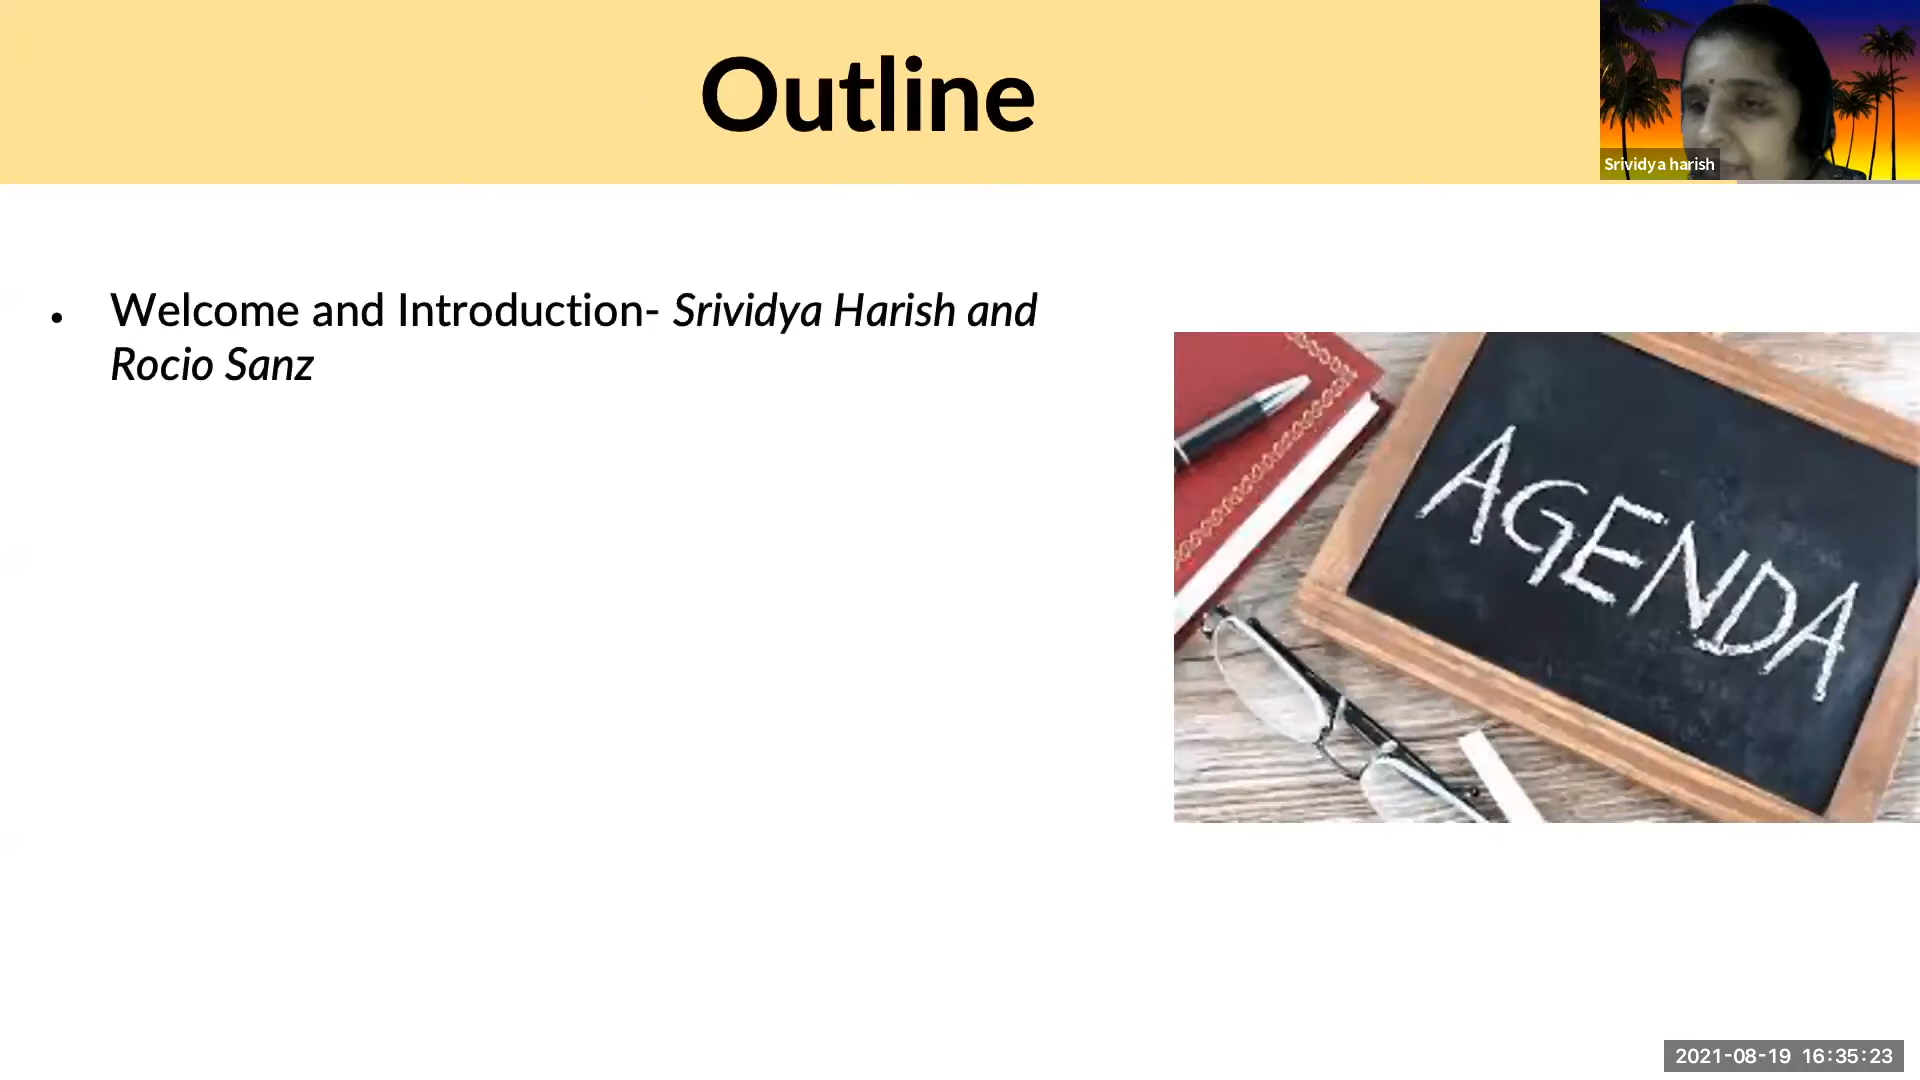 Outline
Srividya harish
• Welcome and Introduction- Srividya Harish and
Rocio Sanz
AGENDA
2021-08-19 16:35:23